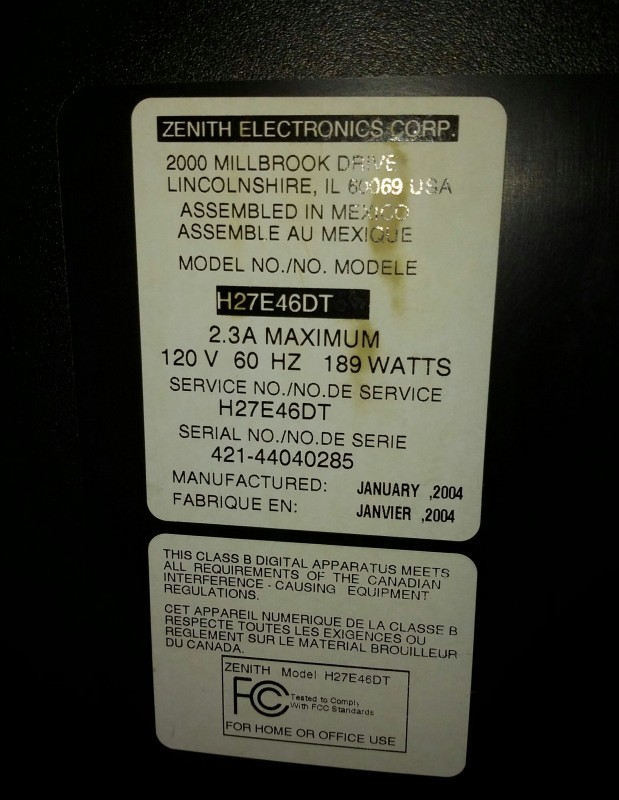 ZENITH ELECTRONICS CORP.
2000 MILLBROOK DRIVE
LINCOLNSHIRE, IL 60069 USA
ASSEMBLED IN MEXICO
ASSEMBLE AU MEXIQUE
MODEL NO./NO. MODELE
H27E46DT
2.3A MAXIMUM
120 V 60 HZ 189 WATTS
SERVICE NO./NO.DE SERVICE
H27E46DT
SERIAL NO./NO.DE SERIE
421-44040285
MANUFACTURED: JANUARY ,2004
FABRIQUE EN: JANVIER ,2004
THIS CLASS B DIGITAL APPARATUS MEETS
ALL REQUIREMENTS OF THE CANADIAN
INTERFERENCE - CAUSING EQUIPMENT
REGULATIONS.
CET APPAREIL NUMERIQUE DE LA CLASSE B
RESPECTE TOUTES LES EXIGENCES OU
REGLEMENT SUR LE MATERIAL BROUILLEUR
DU CANADA.
ZENITH Model H27E46DT
FC Tested to Comply
With FCC Standards
FOR HOME OR OFFICE USE